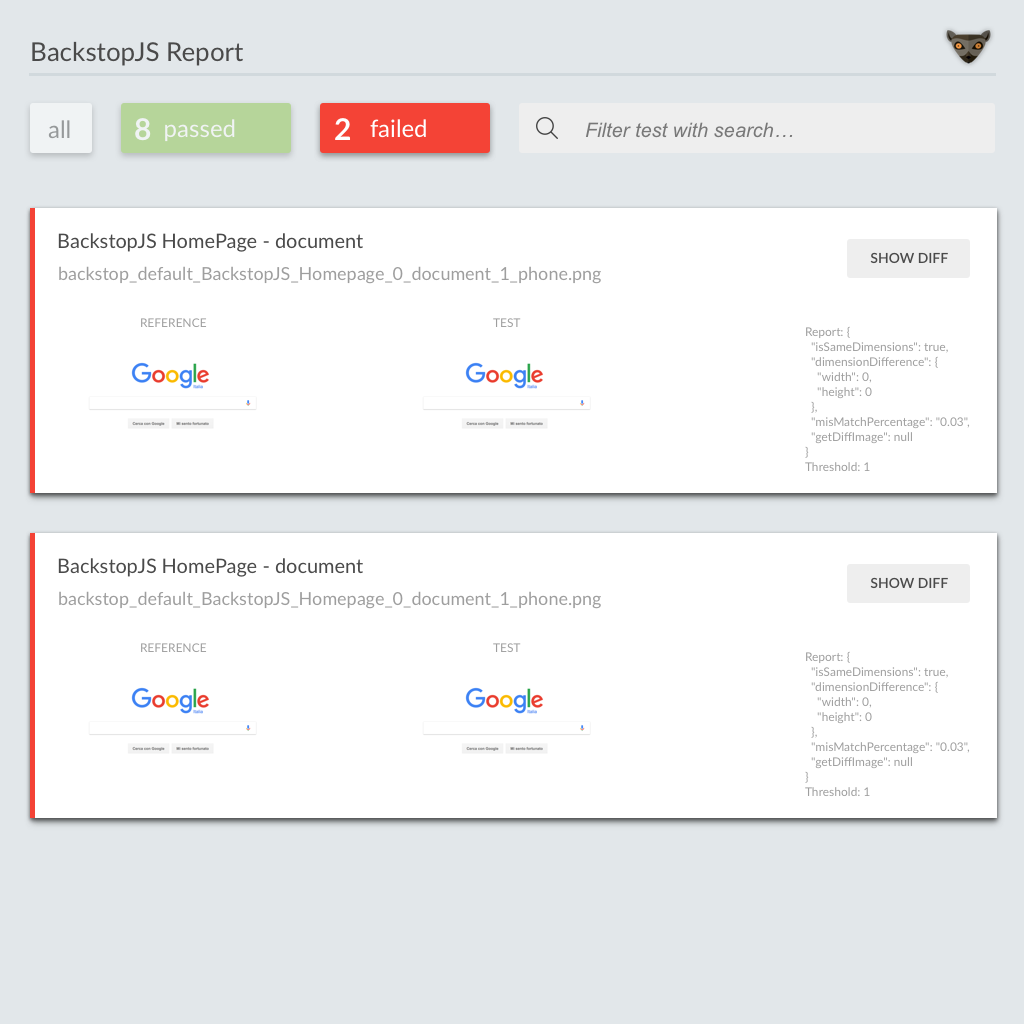 BackstopJS Report
all
8 passed
2 failed
Filter test with search…
BackstopJS HomePage - document
SHOW DIFF
backstop_default_BackstopJS_Homepage_0_document_1_phone.png
REFERENCE
TEST
Google
Italia
Cerca con Google
Mi sento fortunato
Google
Italia
Cerca con Google
Mi sento fortunato
Report: {
"isSameDimensions": true,
"dimensionDifference": {
"width": 0,
"height": 0
},
"misMatchPercentage": "0.03",
"getDiffImage": null
}
Threshold: 1
BackstopJS HomePage - document
SHOW DIFF
backstop_default_BackstopJS_Homepage_0_document_1_phone.png
REFERENCE
TEST
Google
Italia
Cerca con Google
Mi sento fortunato
Google
Italia
Cerca con Google
Mi sento fortunato
Report: {
"isSameDimensions": true,
"dimensionDifference": {
"width": 0,
"height": 0
},
"misMatchPercentage": "0.03",
"getDiffImage": null
}
Threshold: 1